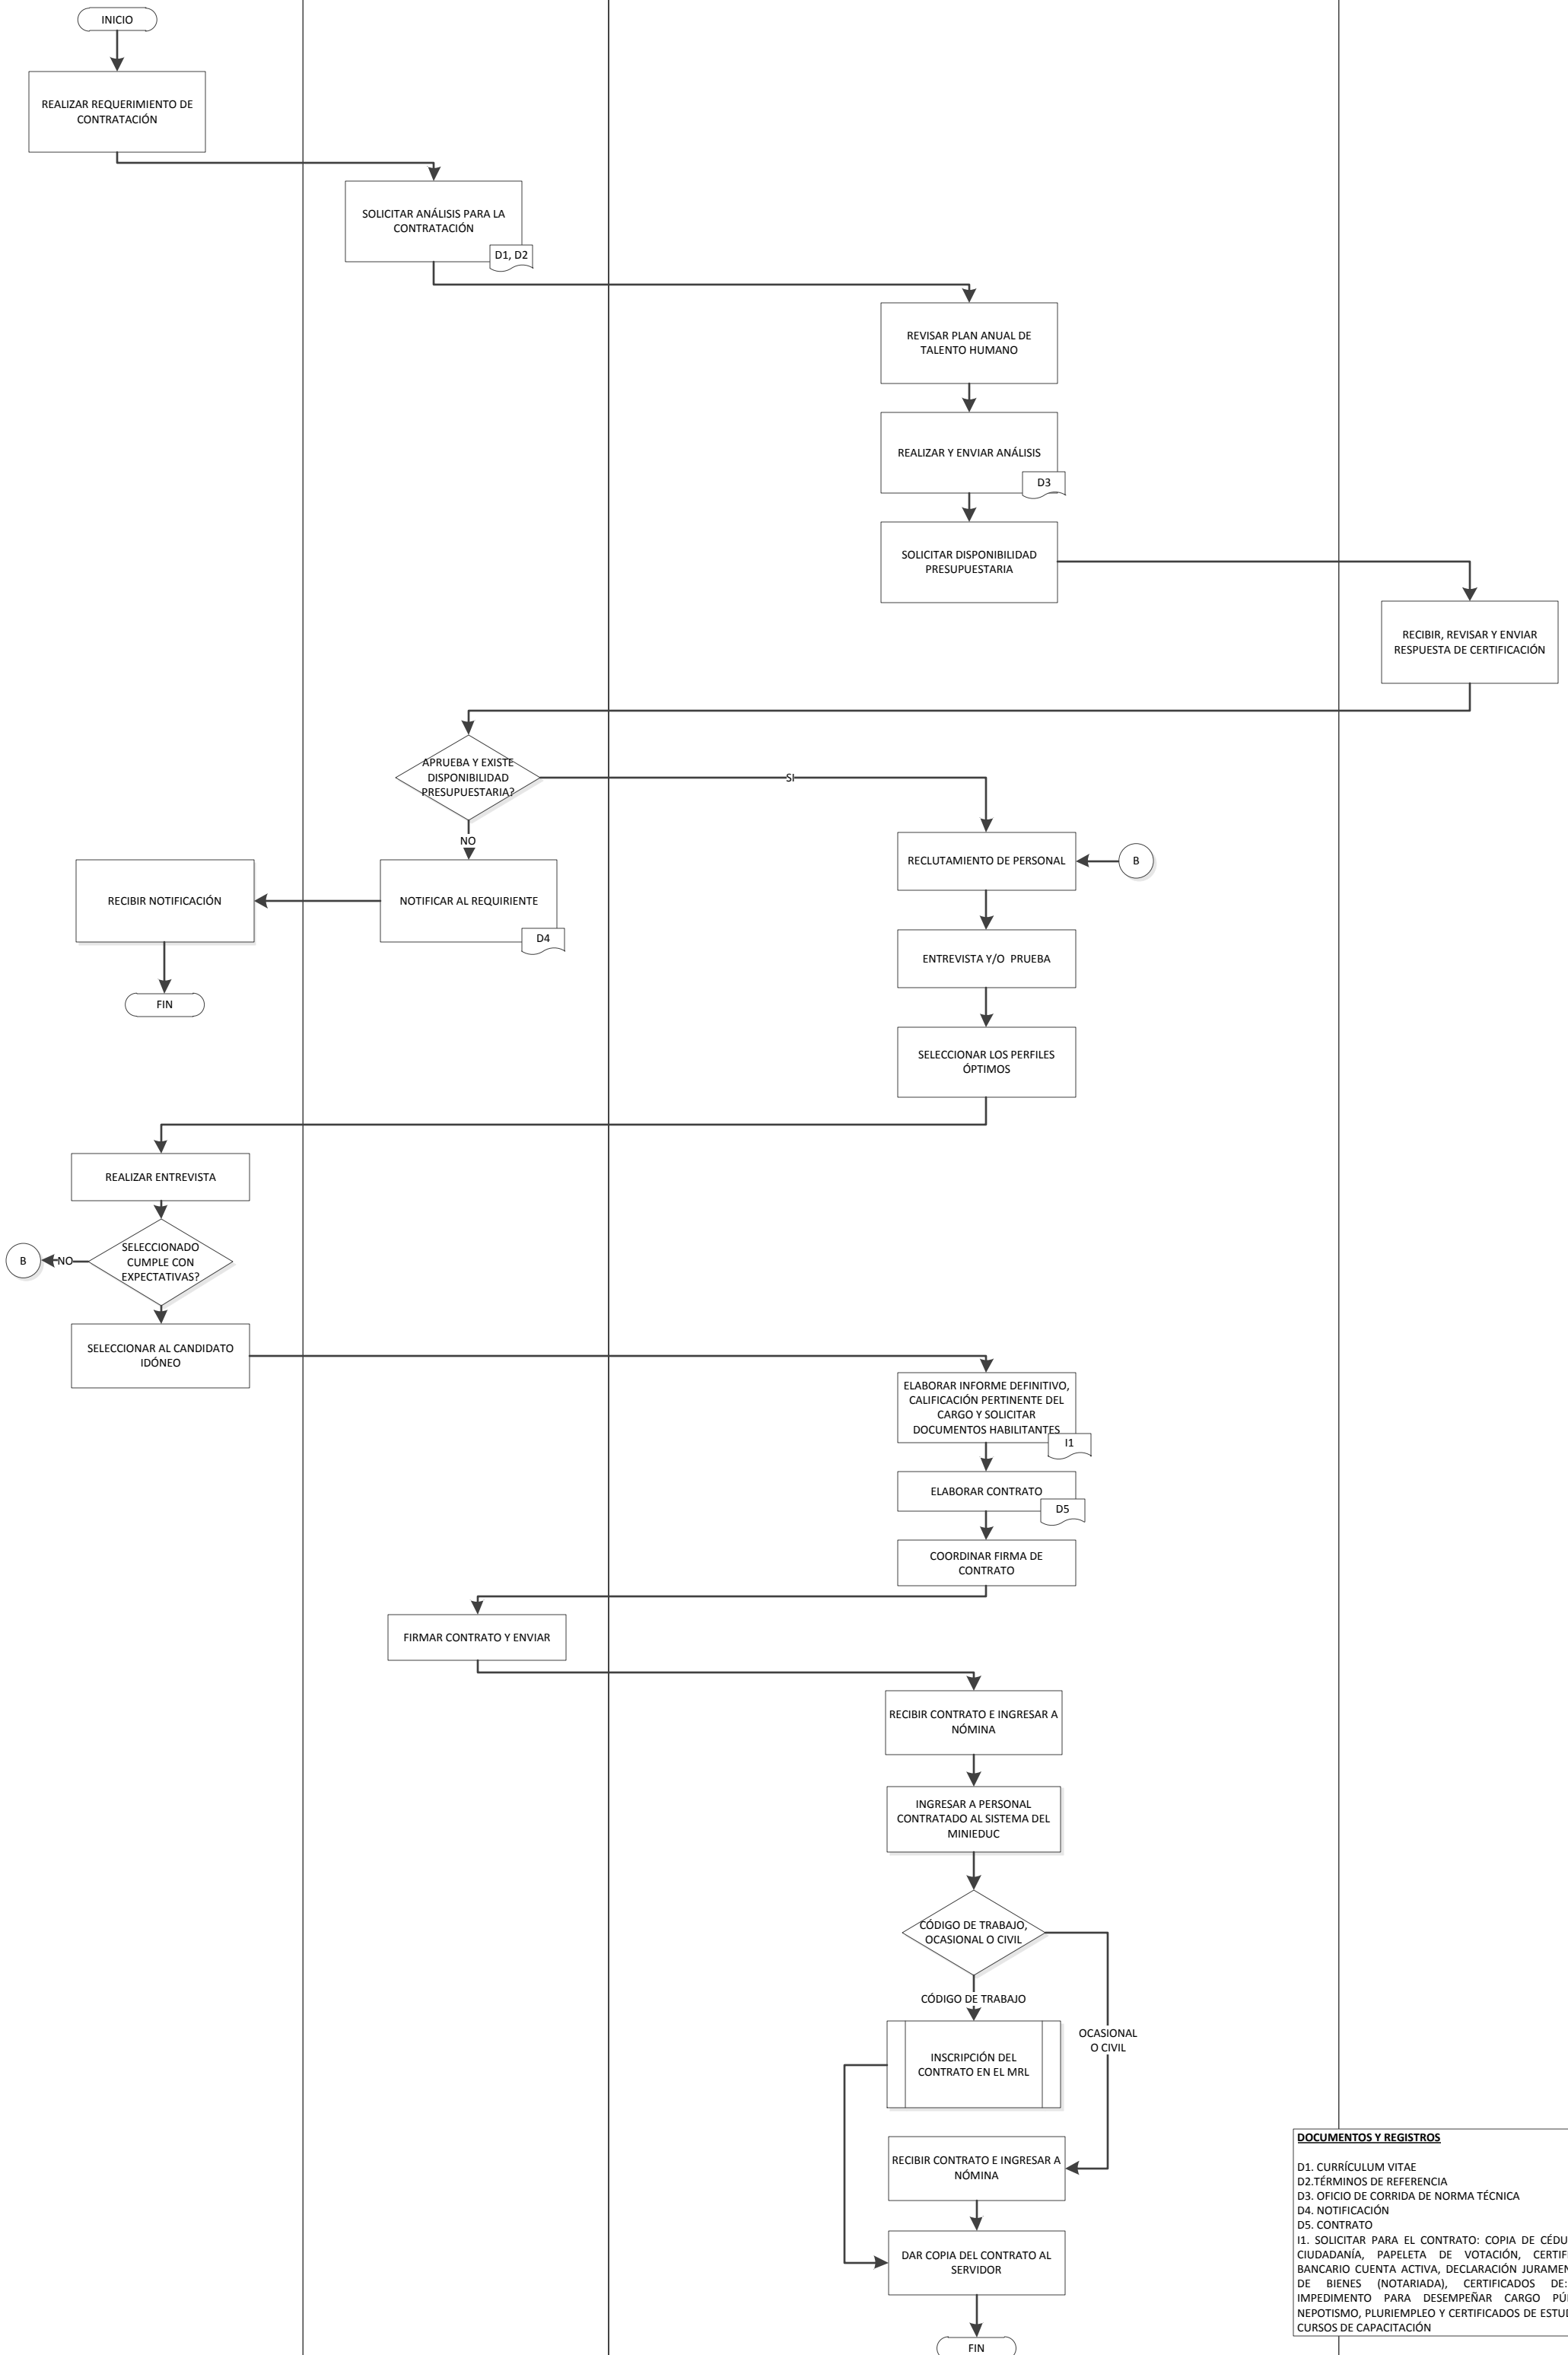 INICIO
REALIZAR REQUERIMIENTO DE
CONTRATACIÓN
SOLICITAR ANÁLISIS PARA LA
CONTRATACIÓN
D1, D2
REVISAR PLAN ANUAL DE
TALENTO HUMANO
REALIZAR Y ENVIAR ANÁLISIS
D3
SOLICITAR DISPONIBILIDAD
PRESUPUESTARIA
RECIBIR, REVISAR Y ENVIAR
RESPUESTA DE CERTIFICACIÓN
APRUEBA Y EXISTE
DISPONIBILIDAD
PRESUPUESTARIA?
SI
NO
RECLUTAMIENTO DE PERSONAL
B
RECIBIR NOTIFICACIÓN
NOTIFICAR AL REQUIRIENTE
D4
ENTREVISTA Y/O PRUEBA
FIN
SELECCIONAR LOS PERFILES
ÓPTIMOS
REALIZAR ENTREVISTA
SELECCIONADO
CUMPLE CON
EXPECTATIVAS?
NO
B
SELECCIONAR AL CANDIDATO
IDÓNEO
ELABORAR INFORME DEFINITIVO,
CALIFICACIÓN PERTINENTE DEL
CARGO Y SOLICITAR
DOCUMENTOS HABILITANTES
I1
ELABORAR CONTRATO
D5
COORDINAR FIRMA DE
CONTRATO
FIRMAR CONTRATO Y ENVIAR
RECIBIR CONTRATO E INGRESAR A
NÓMINA
INGRESAR A PERSONAL
CONTRATADO AL SISTEMA DEL
MINIEDUC
CÓDIGO DE TRABAJO,
OCASIONAL O CIVIL
CÓDIGO DE TRABAJO
OCASIONAL
O CIVIL
INSCRIPCIÓN DEL
CONTRATO EN EL MRL
RECIBIR CONTRATO E INGRESAR A
NÓMINA
DAR COPIA DEL CONTRATO AL
SERVIDOR
FIN
DOCUMENTOS Y REGISTROS
D1. CURRÍCULUM VITAE
D2.TÉRMINOS DE REFERENCIA
D3. OFICIO DE CORRIDA DE NORMA TÉCNICA
D4. NOTIFICACIÓN
D5. CONTRATO
I1. SOLICITAR PARA EL CONTRATO: COPIA DE
CIUDADANÍA, PAPELETA DE VOTACIÓN,
BANCARIO CUENTA ACTIVA, DECLARACIÓN
DE BIENES (NOTARIADA), CERTIFICADOS DE:
IMPEDIMENTO PARA DESEMPEÑAR CARGO
NEPOTISMO, PLURIEMPLEO Y CERTIFICADOS DE
CURSOS DE CAPACITACIÓN